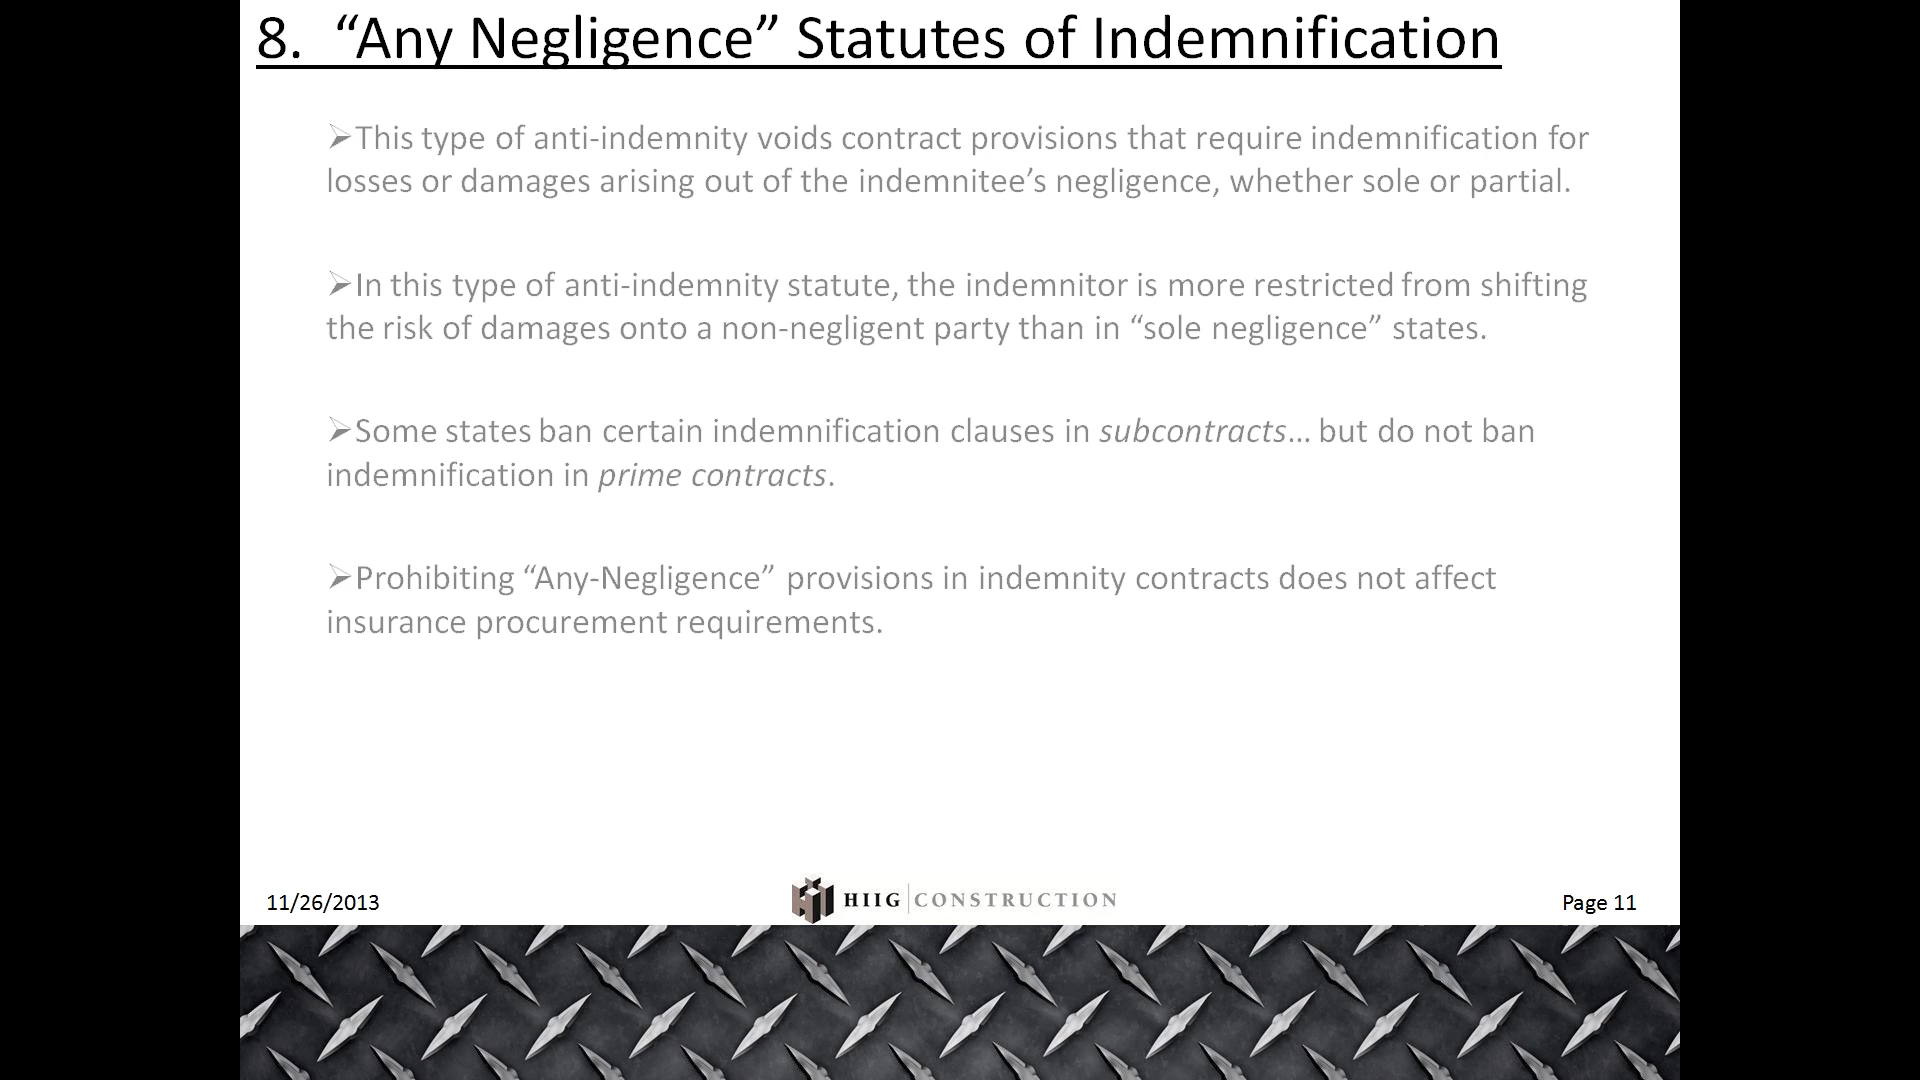 8. “Any Negligence” Statutes of Indemnification
➢This type of anti-indemnity voids contract provisions that require indemnification for
losses or damages arising out of the indemnitee’s negligence, whether sole or partial.
➢In this type of anti-indemnity statute, the indemnitor is more restricted from shifting
the risk of damages onto a non-negligent party than in “sole negligence” states.
➢Some states ban certain indemnification clauses in subcontracts… but do not ban
indemnification in prime contracts.
➢Prohibiting “Any-Negligence” provisions in indemnity contracts does not affect
insurance procurement requirements.
11/26/2013
HIIG CONSTRUCTION
Page 11